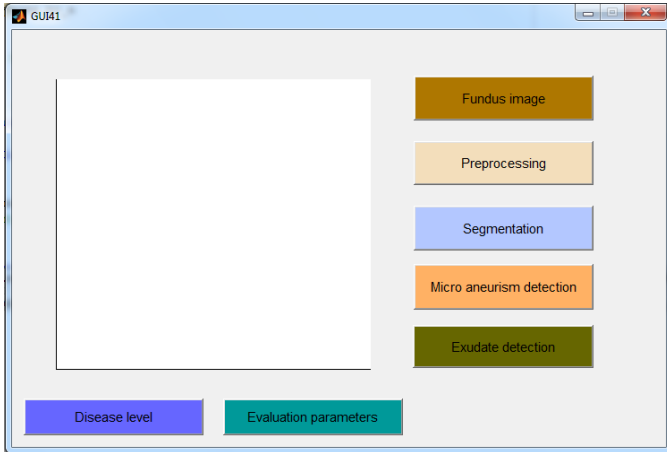 GUI41
Fundus image
Preprocessing
Segmentation
Micro aneurism detection
Exudate detection
Disease level
Evaluation parameters